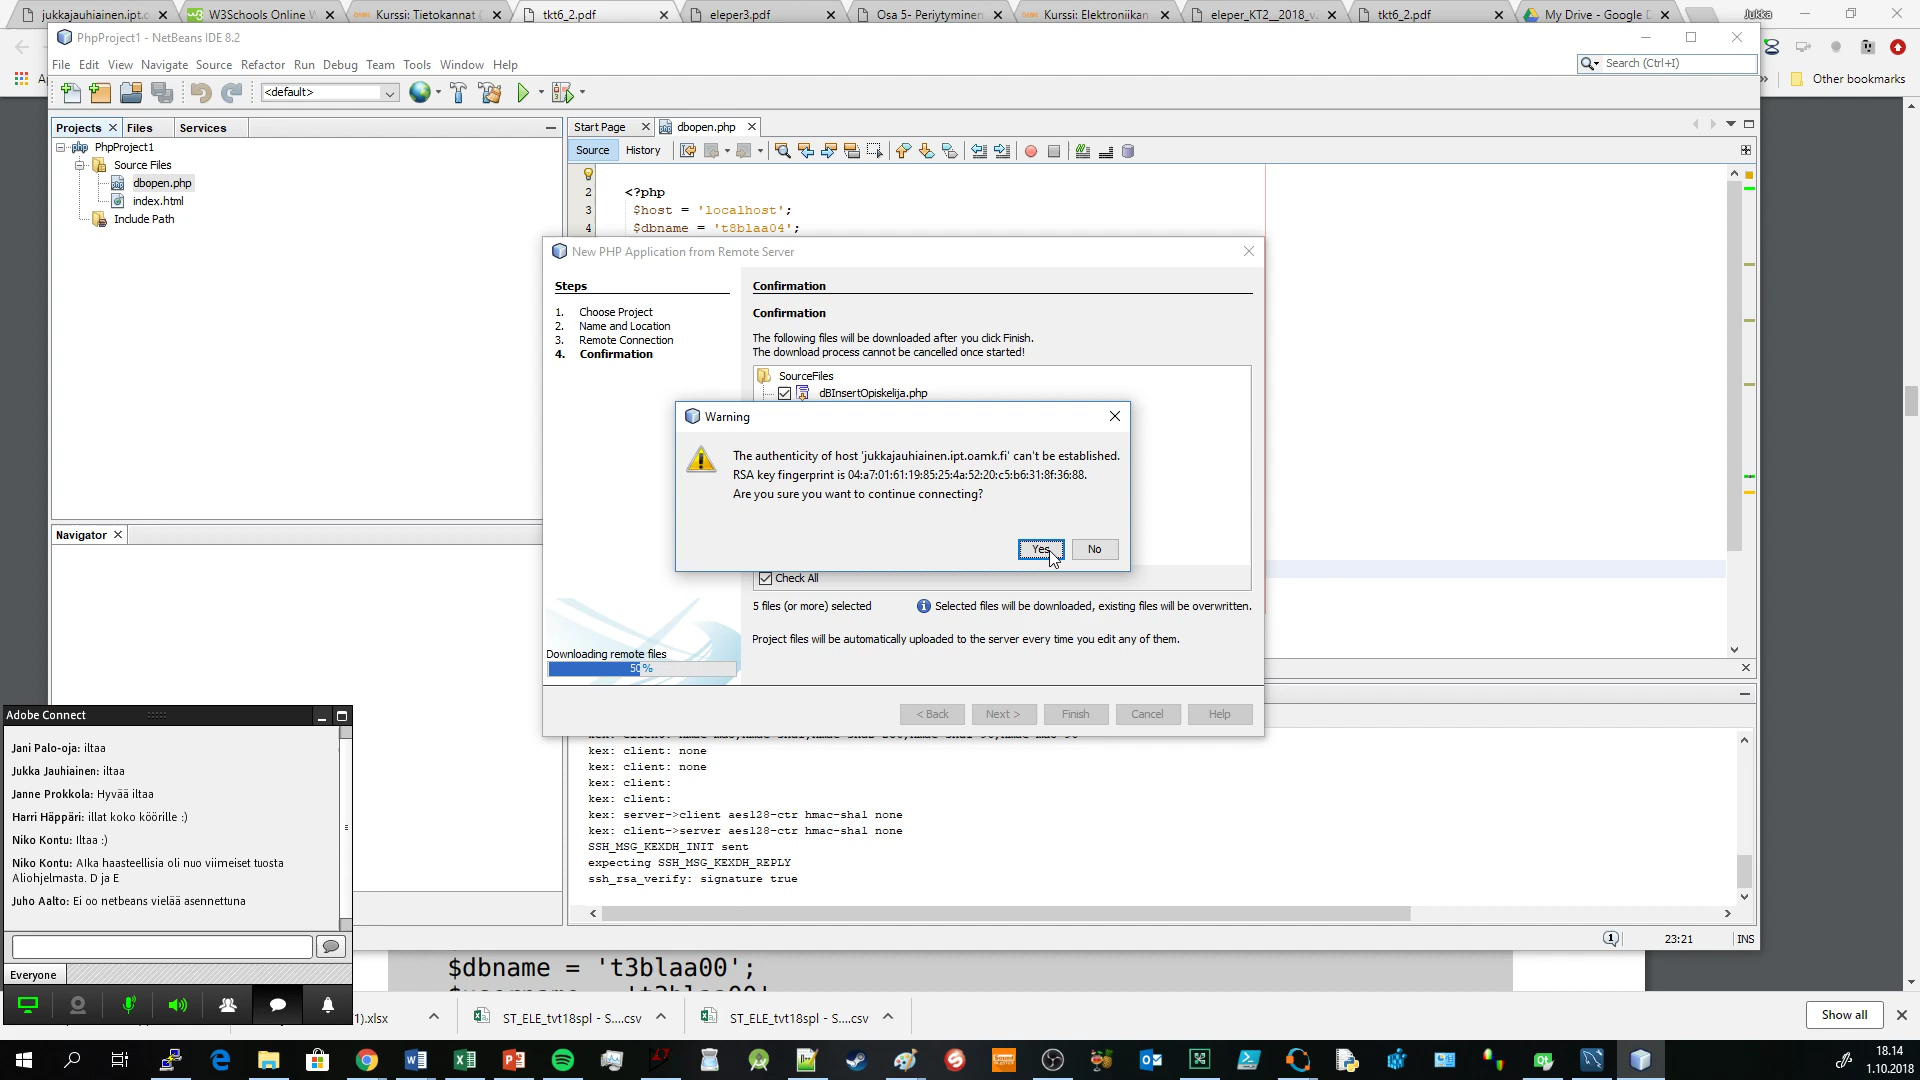 jukkajauhiainen.ipt.o
W3Schools Online W
Kurssi: Tietokannat (
tkt6_2.pdf
eleper3.pdf
Osa 5- Periytyminen
Kurssi: Elektroniikan
eleper_KT2__2018_v
tkt6_2.pdf
My Drive - Google D
Jukka
PhpProject1 - NetBeans IDE 8.2
File Edit View Navigate Source Refactor Run Debug Team Tools Window Help
Search (Ctrl+I)
Other bookmarks
<default>
Projects
Files
Services
Start Page
dbopen.php
PhpProject1
Source History
Source Files
dbopen.php
index.html
Include Path
2 <?php
3 $host = 'localhost';
4 $dbname = 't8blaa04';
New PHP Application from Remote Server
Steps
1. Choose Project
2. Name and Location
3. Remote Connection
4. Confirmation
Confirmation
Confirmation
The following files will be downloaded after you click Finish.
The download process cannot be cancelled once started!
SourceFiles
dBInsertOpiskelija.php
Warning
The authenticity of host 'jukkajauhiainen.ipt.oamk.fi' can't be established.
RSA key fingerprint is 04:a7:01:61:19:85:25:4a:52:20:c5:b6:31:8f:36:88.
Are you sure you want to continue connecting?
Yes
No
Check All
5 files (or more) selected
Selected files will be downloaded, existing files will be overwritten.
Project files will be automatically uploaded to the server every time you edit any of them.
Downloading remote files
50%
< Back
Next >
Finish
Cancel
Help
Navigator
kex: client: none
kex: client: none
kex: client:
kex: client:
kex: server->client aes128-ctr hmac-sha1 none
kex: client->server aes128-ctr hmac-sha1 none
SSH_MSG_KEXDH_INIT sent
expecting SSH_MSG_KEXDH_REPLY
ssh_rsa_verify: signature true
23:21
INS
Adobe Connect
Jani Palo-oja: iltaa
Jukka Jauhiainen: iltaa
Janne Prokkola: Hyvää iltaa
Harri Häppäri: illat koko köörille :)
Niko Kontu: Iltaa :)
Niko Kontu: AIka haasteellisia oli nuo viimeiset tuosta
Aliohjelmasta. D ja E
Juho Aalto: Ei oo netbeans vielää asennettuna
Everyone
$dbname = 't3blaa00';
1).xlsx
ST_ELE_tvt18spl - S....csv
ST_ELE_tvt18spl - S....csv
Show all
18.14
1.10.2018